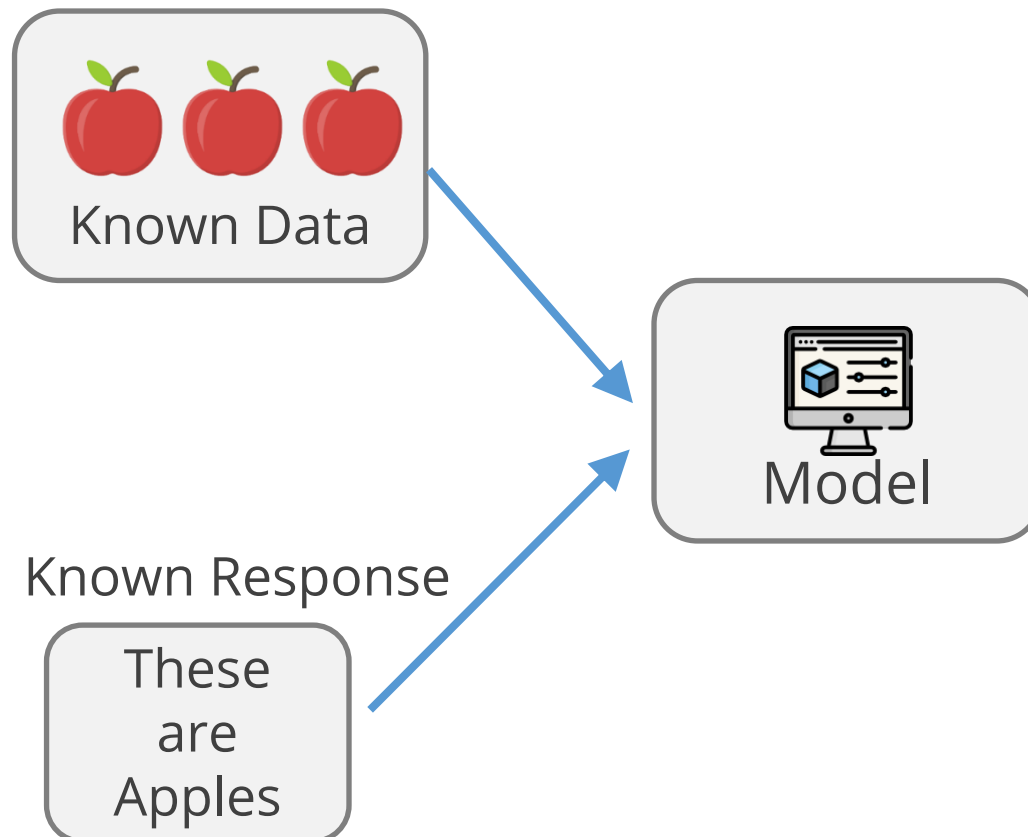 Known Data
Model
Known Response
These
are
Apples